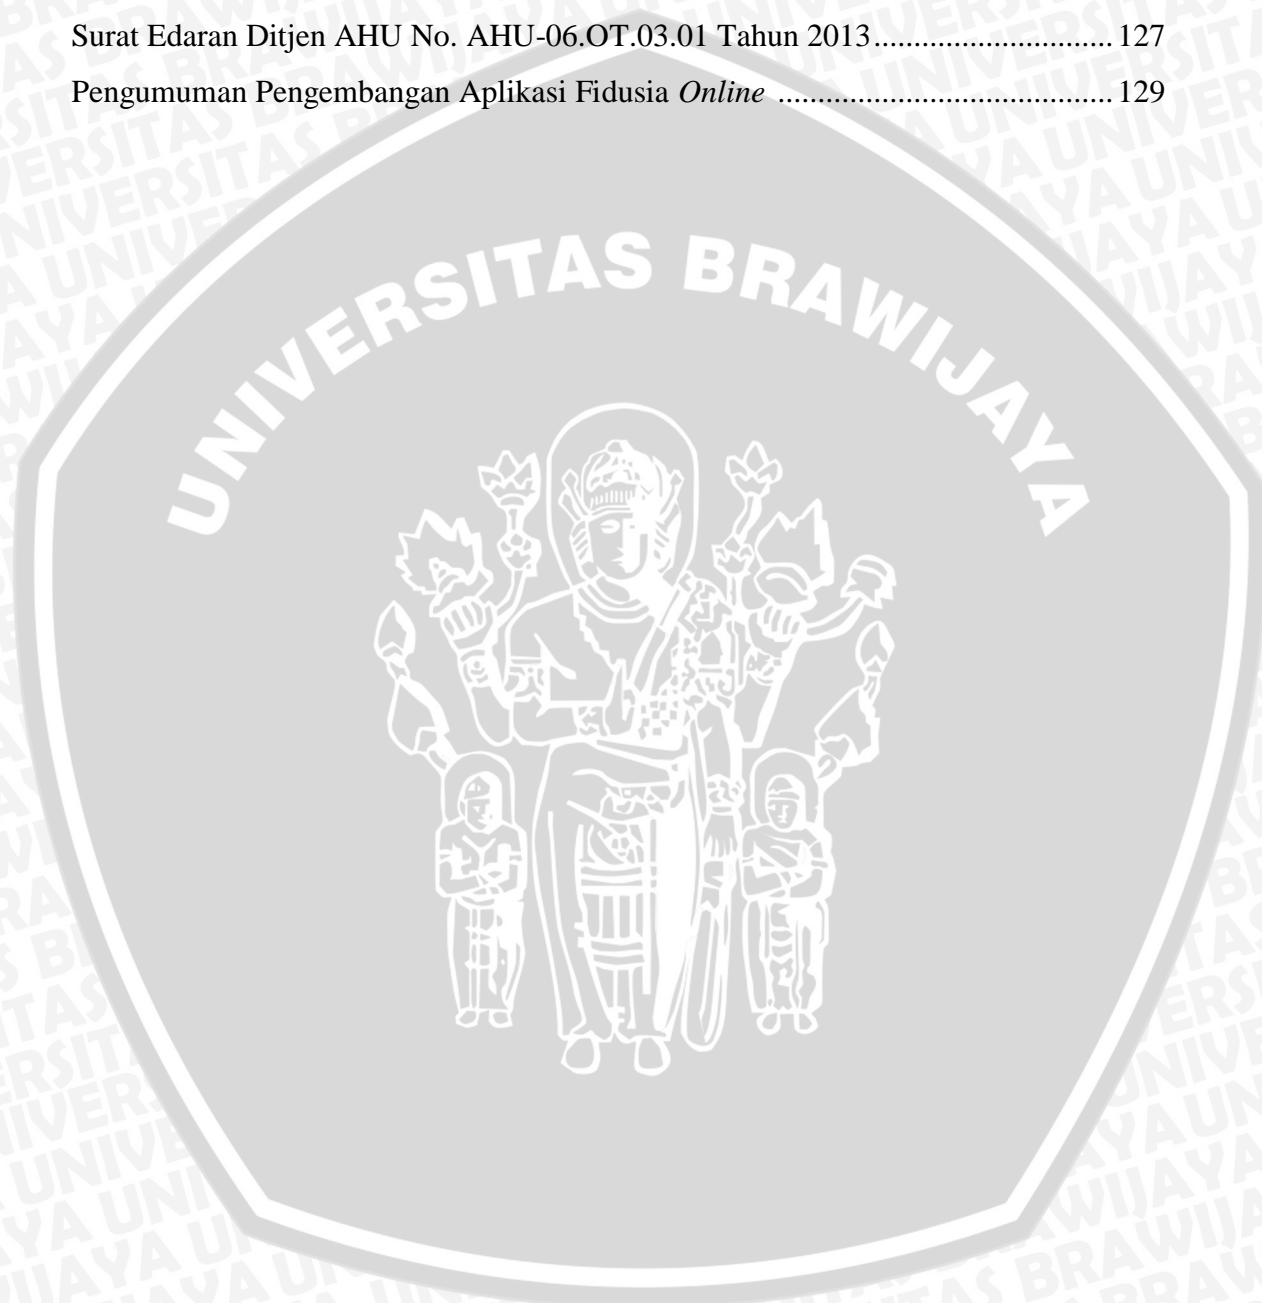 Surat Edaran Ditjen AHU No. AHU-06.OT.03.01 Tahun 2013.............................. 127
Pengumuman Pengembangan Aplikasi Fidusia Online .......................................... 129
UNIVERSITAS BRAWIJAYA